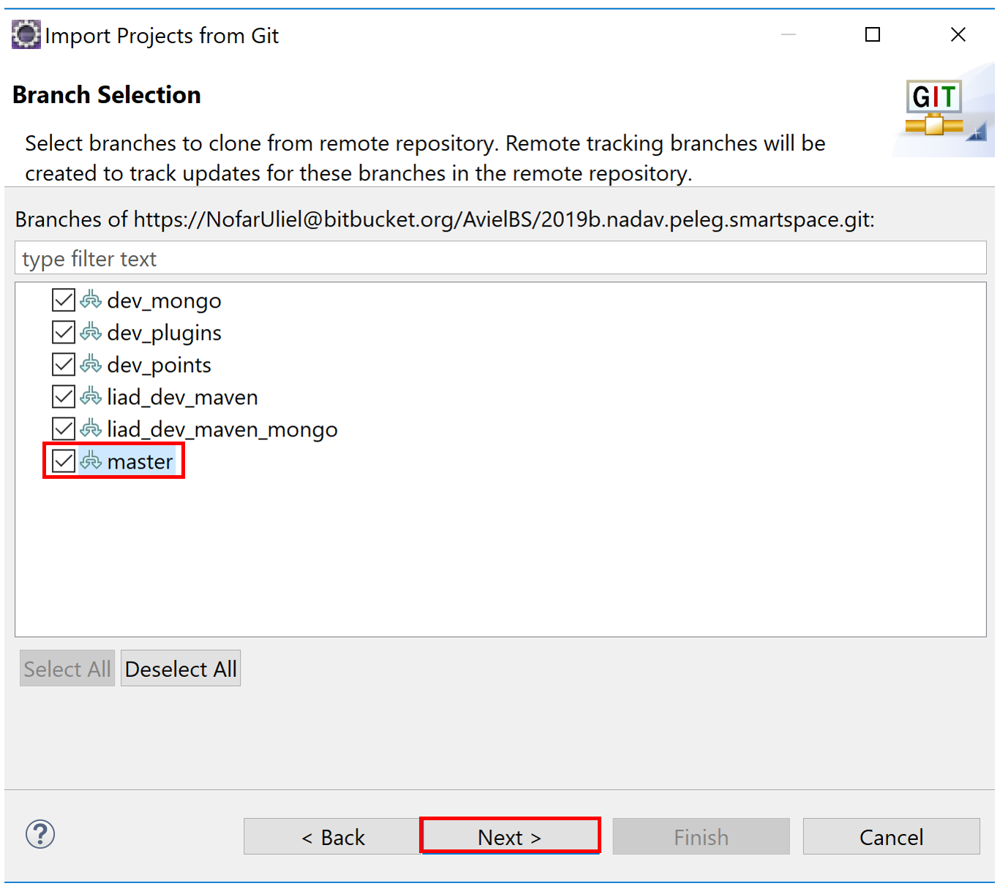 Import Projects from Git
Branch Selection
GIT
Select branches to clone from remote repository. Remote tracking branches will be
created to track updates for these branches in the remote repository.
Branches of https://NofarUliel@bitbucket.org/AvielBS/2019b.nadav.peleg.smartspace.git:
type filter text
dev_mongo
dev_plugins
dev_points
liad_dev_maven
liad_dev_maven_mongo
master
Select All Deselect All
? < Back Next > Finish Cancel